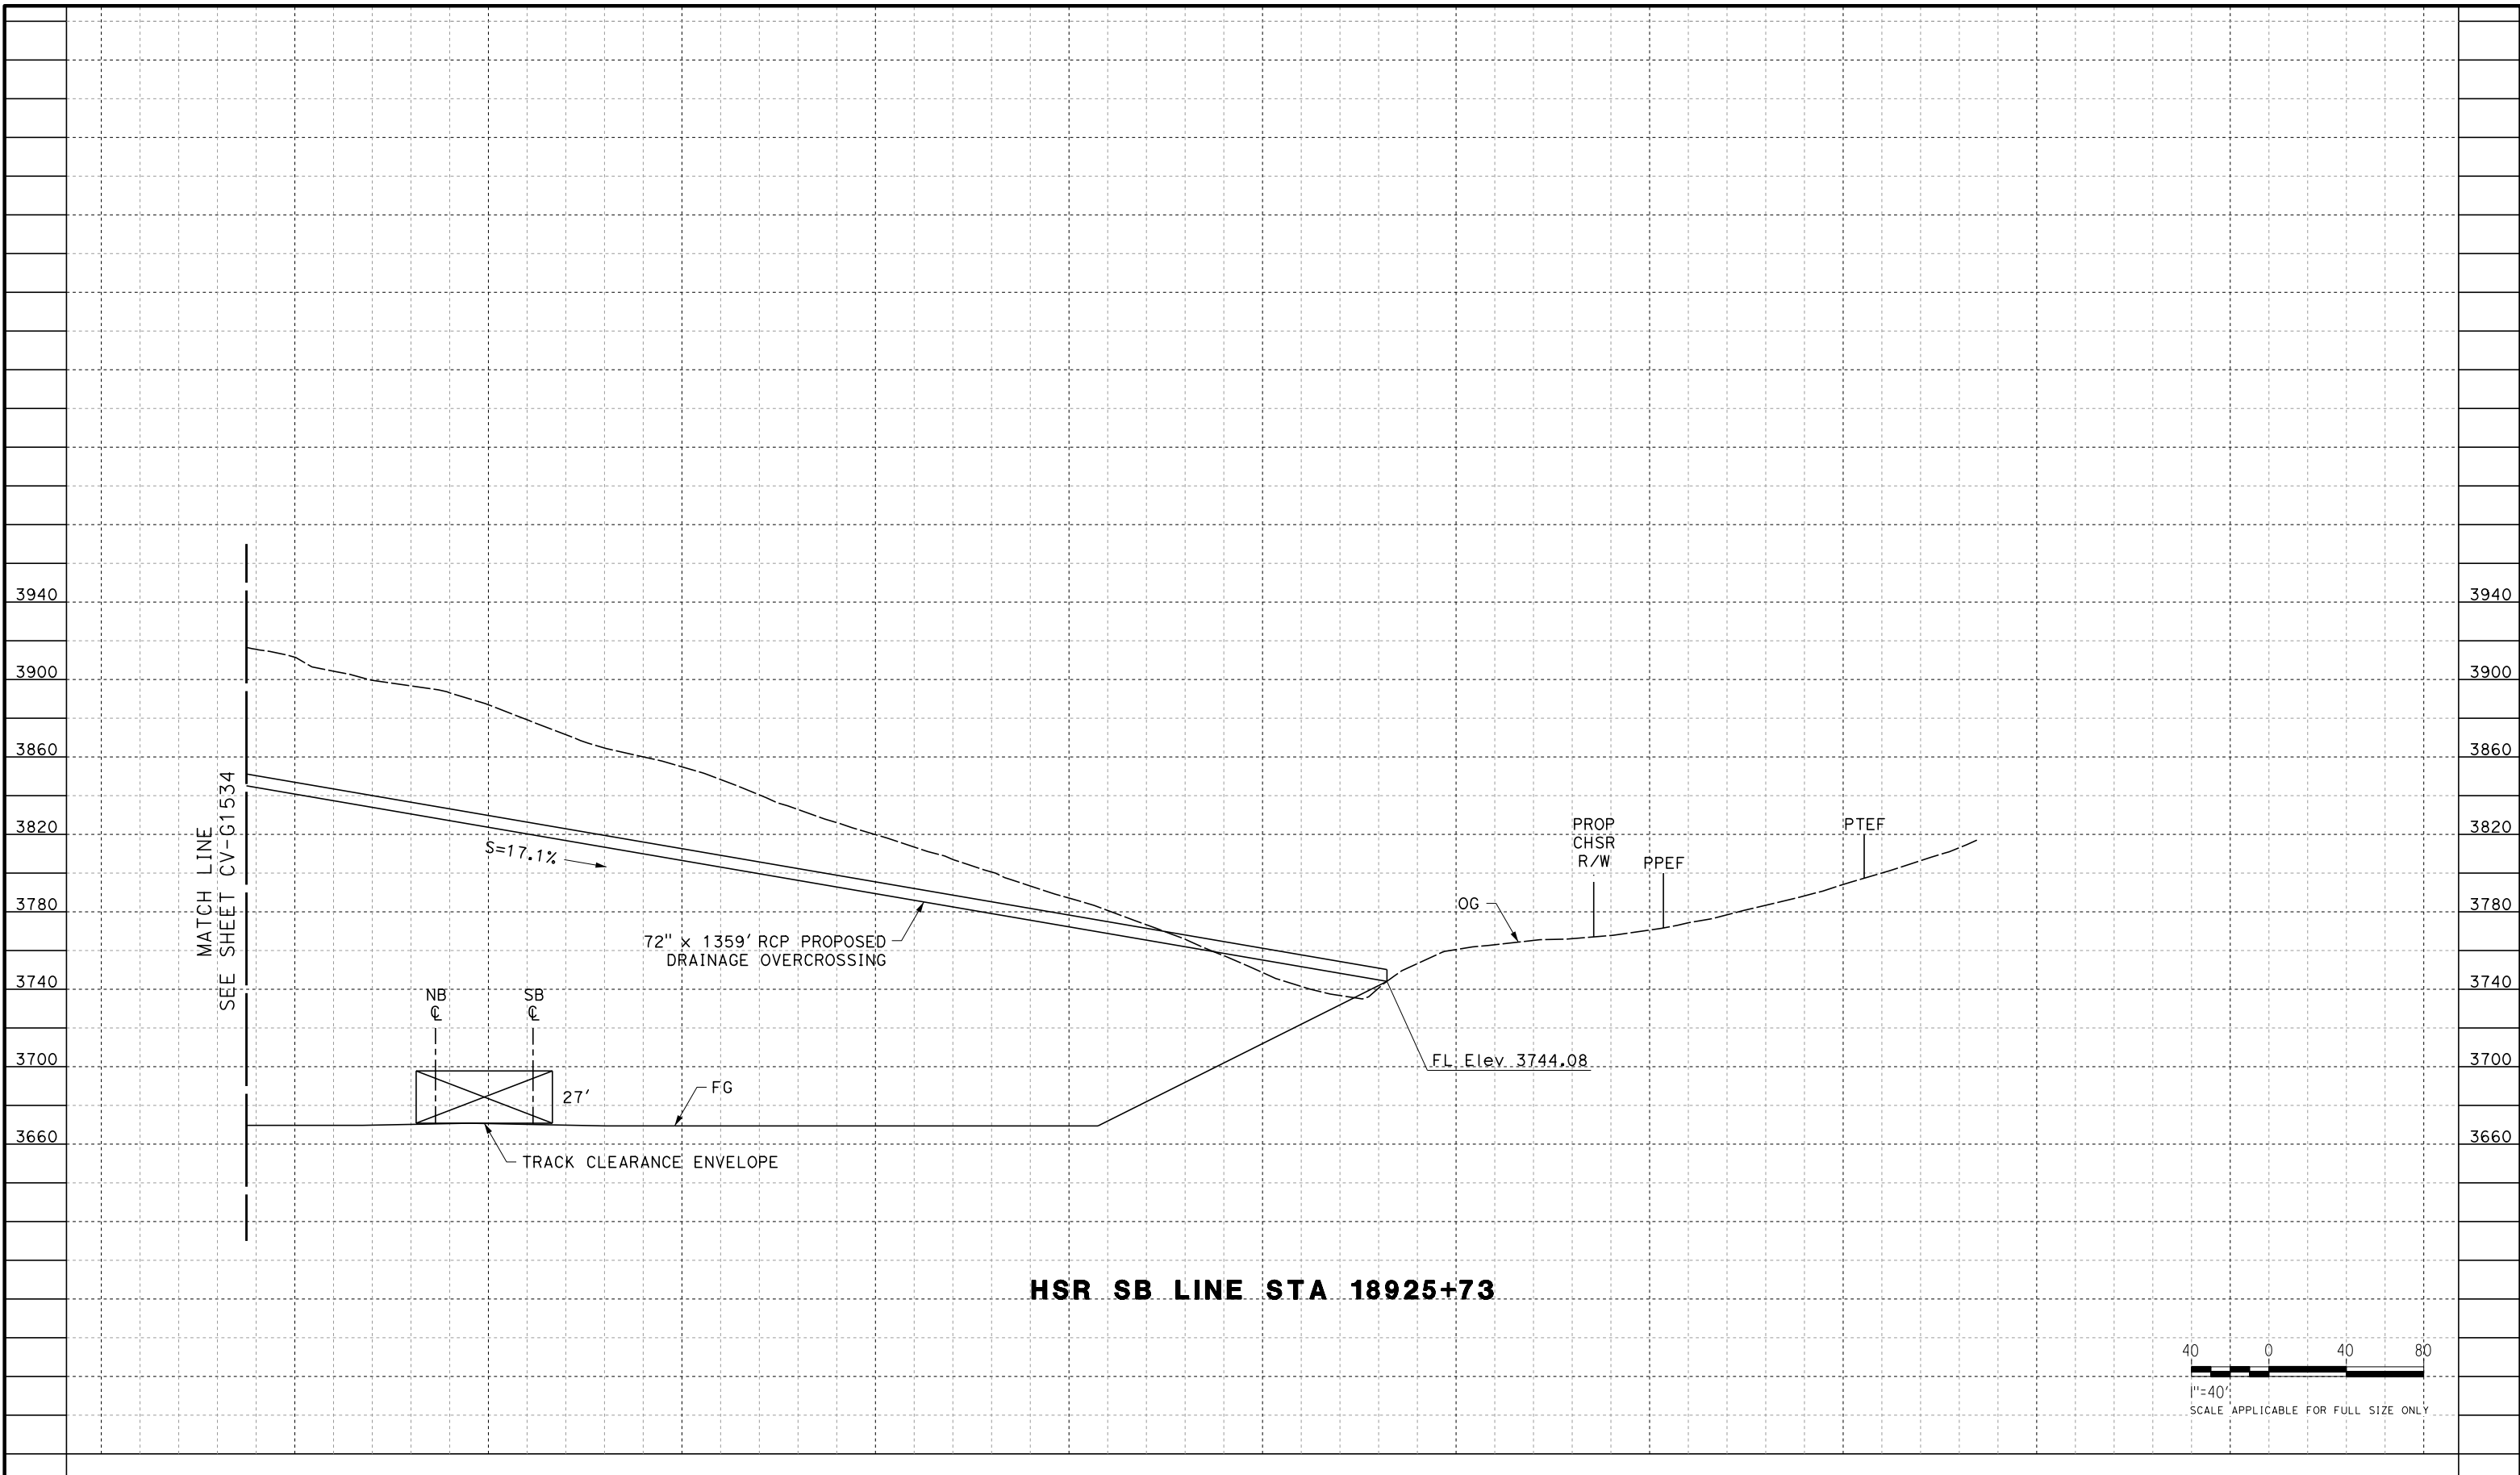 3940
3900
3860
3820
3780
3740
3700
3660
MATCH LINE
SEE SHEET CV-G1534
S=17.1%
72" x 1359' RCP PROPOSED
DRAINAGE OVERCROSSING
NB
℄
SB
℄
27'
FG
TRACK CLEARANCE ENVELOPE
FL Elev 3744.08
OG
PROP
CHSR
R/W
PPEF
PTEF
3940
3900
3860
3820
3780
3740
3700
3660
HSR SB LINE STA 18925+73
40 0 40 80
1"=40'
SCALE APPLICABLE FOR FULL SIZE ONLY